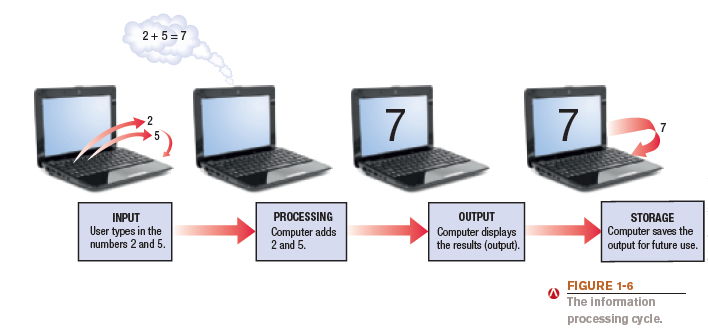 2 + 5 = 7
2
5
7
7
7
INPUT
User types in the
numbers 2 and 5.
PROCESSING
Computer adds
2 and 5.
OUTPUT
Computer displays
the results (output).
STORAGE
Computer saves the
output for future use.
FIGURE 1-6
The information
processing cycle.